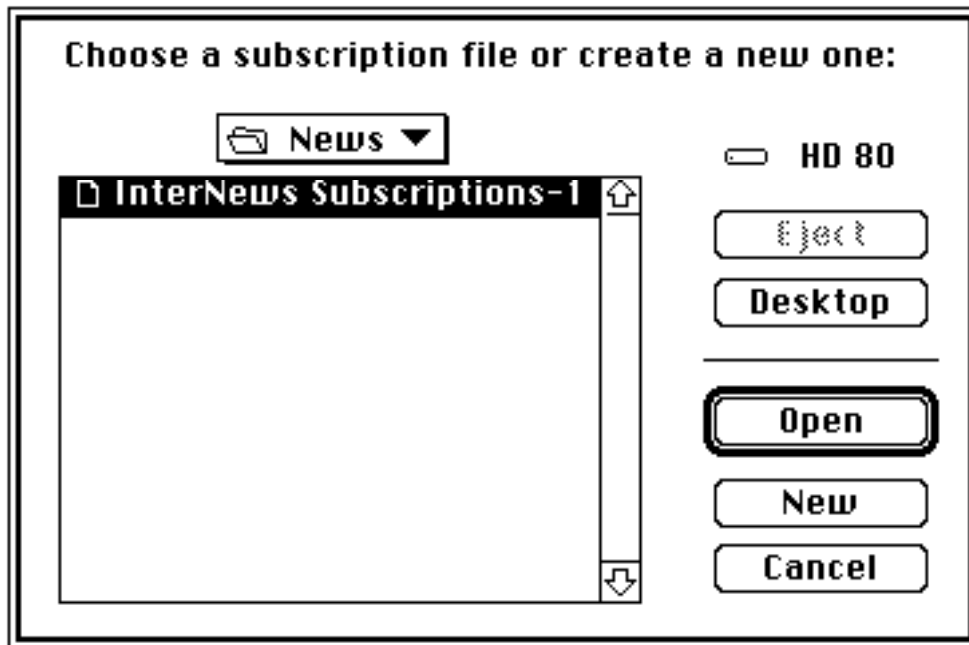 Choose a subscription file or create a new one:
News
HD 80
InterNews Subscriptions-1
Eject
Desktop
Open
New
Cancel